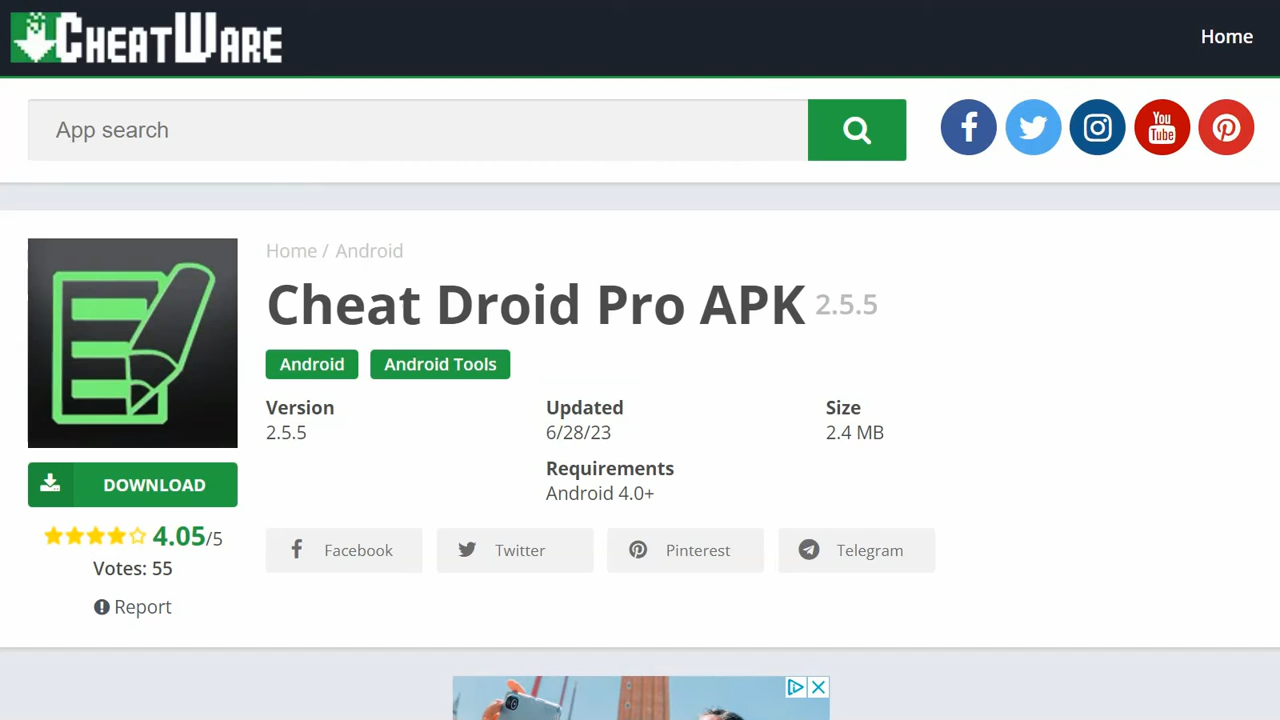 CHEATWARE
Home
App search
You
Tube
Home / Android
Cheat Droid Pro APK 2.5.5
Android Android Tools
Version Updated Size
2.5.5 6/28/23 2.4 MB
Requirements
Android 4.0+
DOWNLOAD
4.05/5
Votes: 55
Report
Facebook Twitter Pinterest Telegram